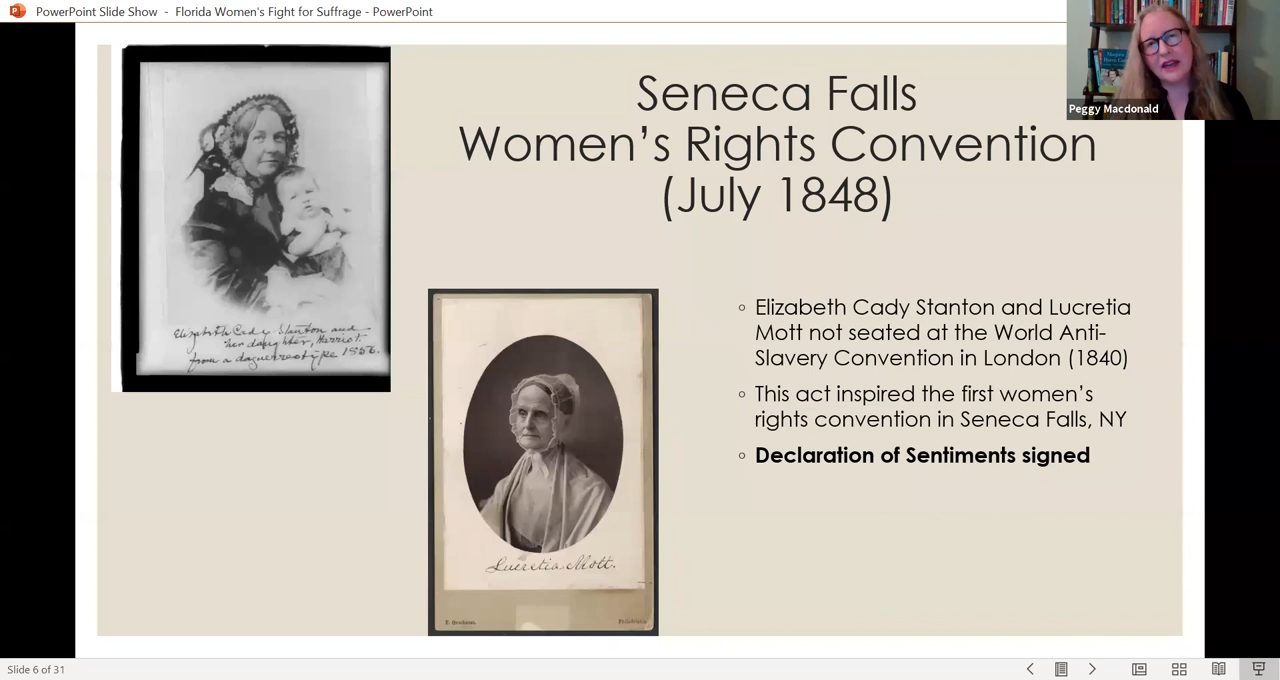 PowerPoint Slide Show - Florida Women's Fight for Suffrage - PowerPoint
Peggy Macdonald
Seneca Falls
Women's Rights Convention
(July 1848)
Elizabeth Cady Stanton and
her daughter, Harriot.
from a daguerreotype 1856.
Elizabeth Cady Stanton and Lucretia
Mott not seated at the World Anti-
Slavery Convention in London (1840)
This act inspired the first women's
rights convention in Seneca Falls, NY
Declaration of Sentiments signed
Lucretia Mott.
Philadelphia
Slide 6 of 31